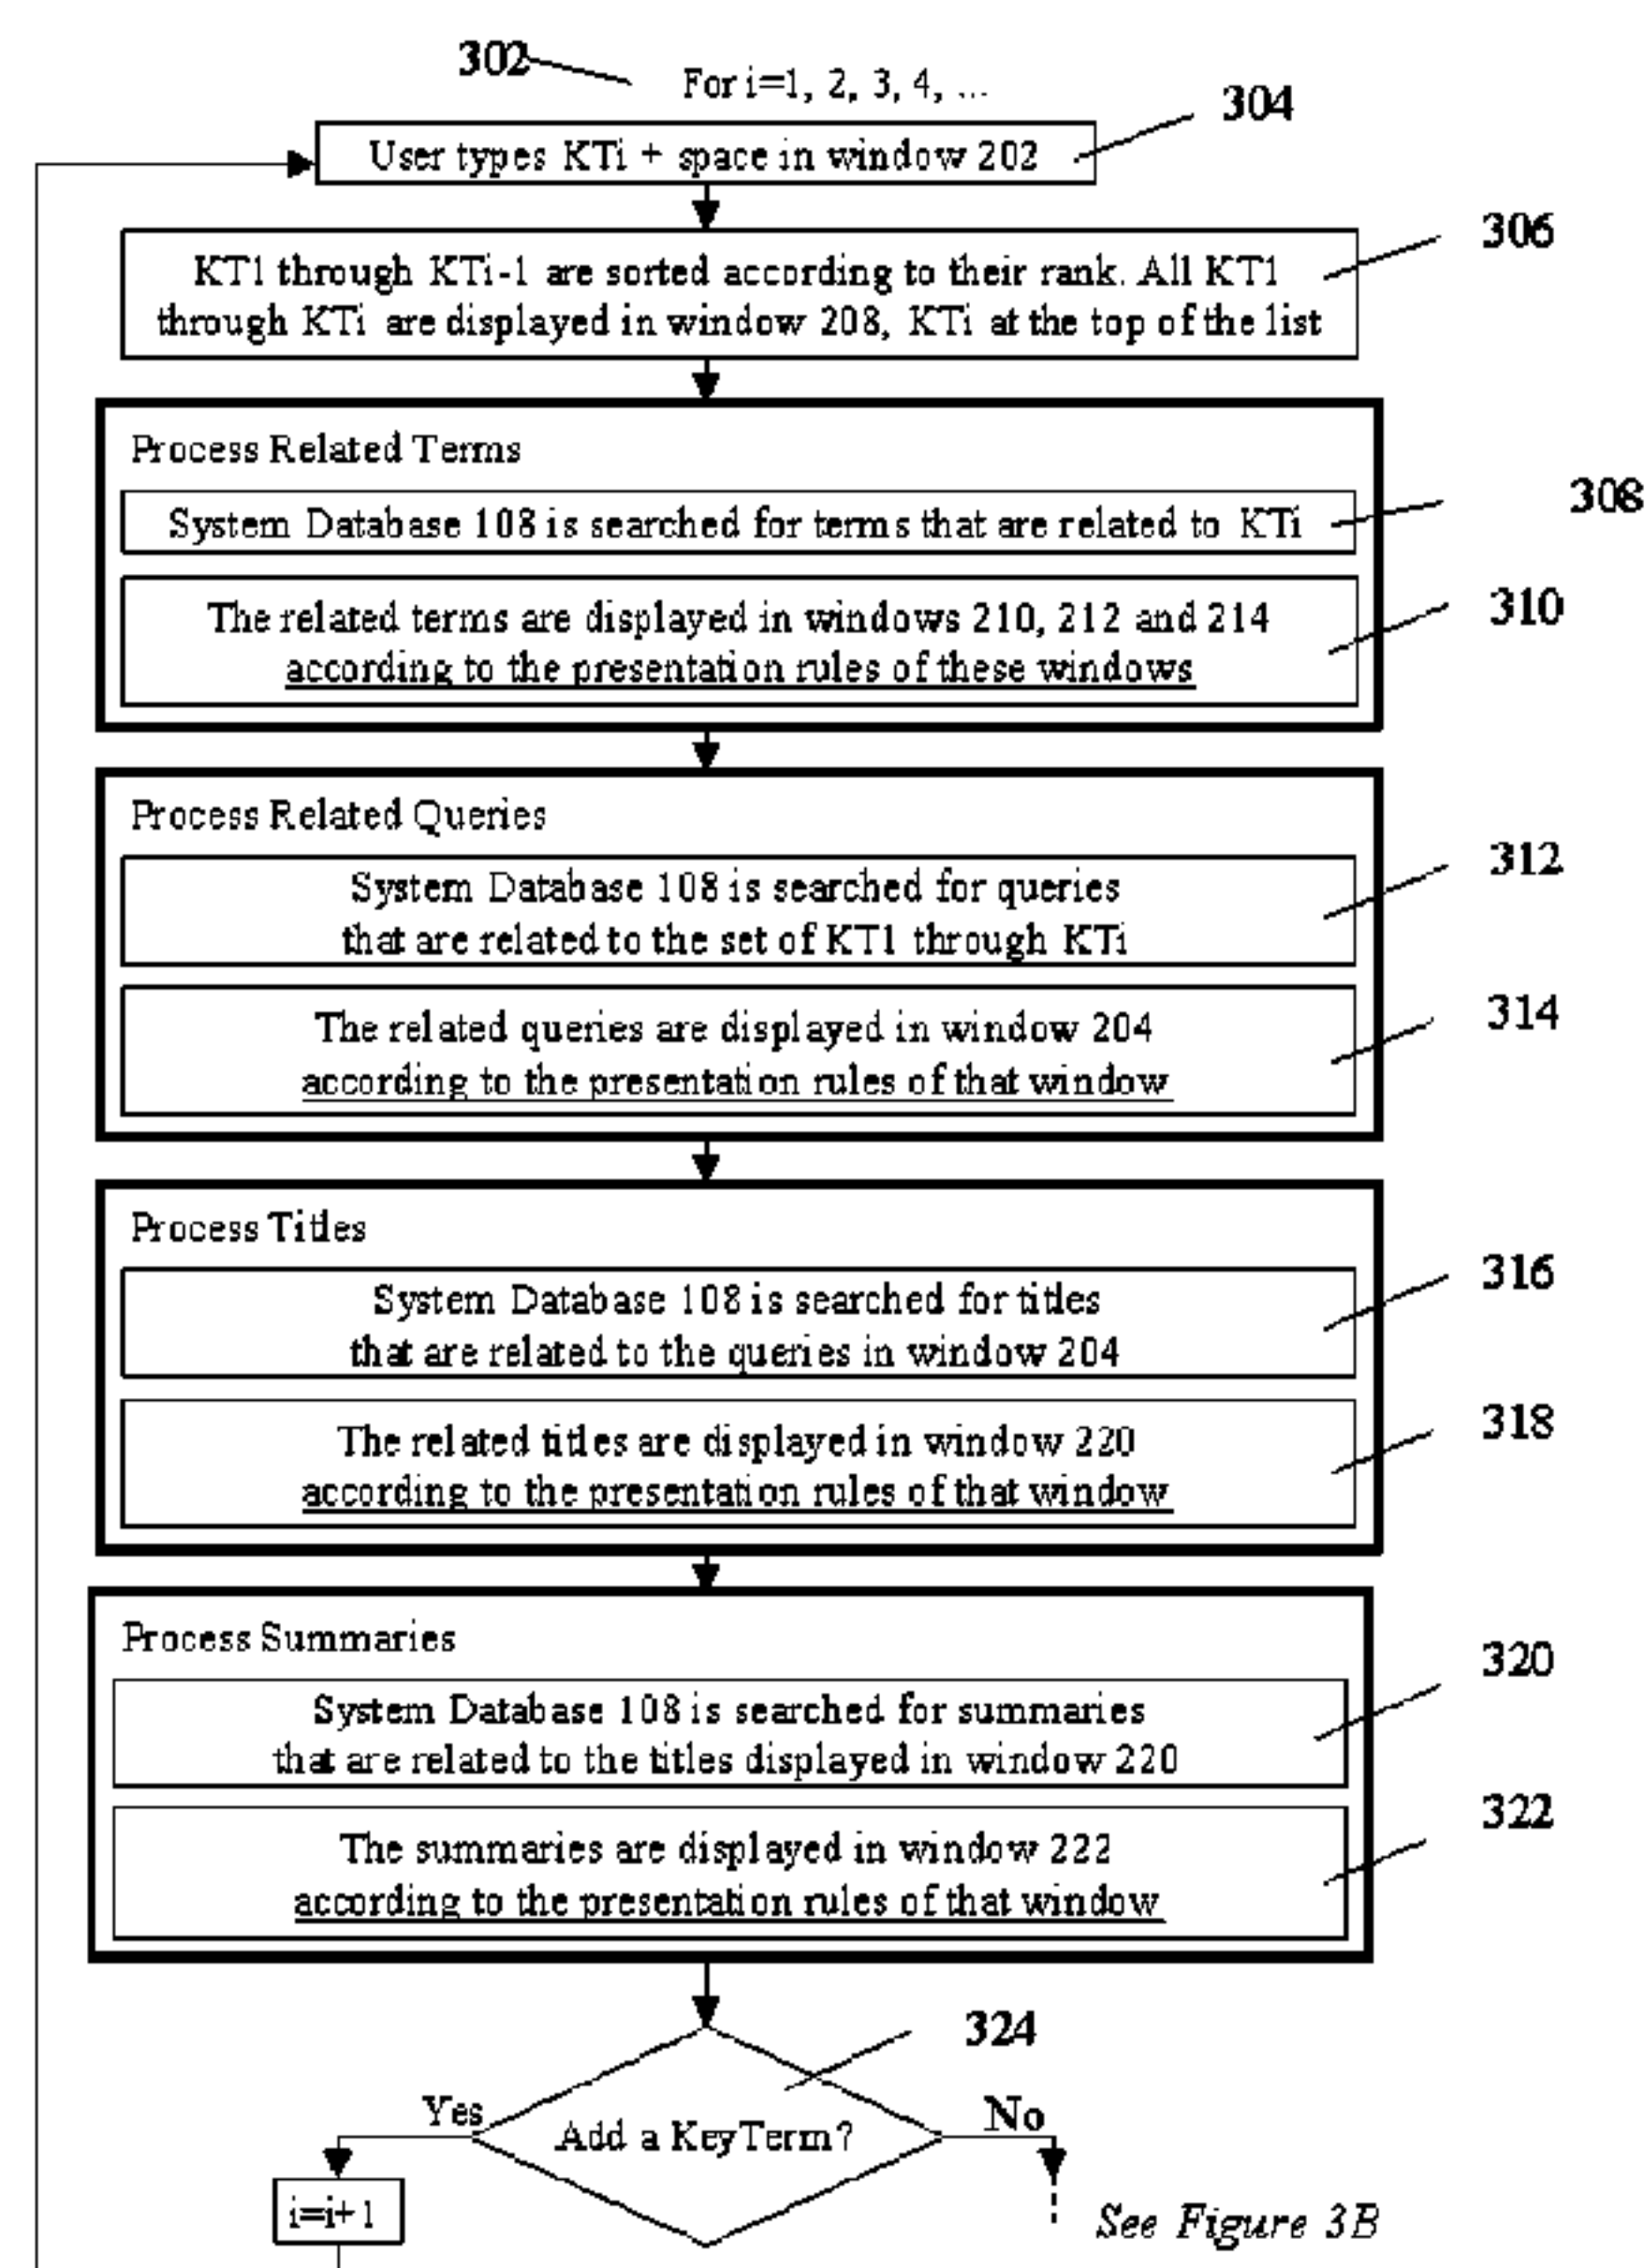 302
For i=1, 2, 3, 4, ...
304
User types KTi + space in window 202
306
KT1 through KTi-1 are sorted according to their rank. All KT1
through KTi are displayed in window 208, KTi at the top of the list
Process Related Terms
308
System Database 108 is searched for terms that are related to KTi
310
The related terms are displayed in windows 210, 212 and 214
according to the presentation rules of these windows
Process Related Queries
312
System Database 108 is searched for queries
that are related to the set of KT1 through KTi
314
The related queries are displayed in window 204
according to the presentation rules of that window
Process Titles
316
System Database 108 is searched for titles
that are related to the queries in window 204
318
The related titles are displayed in window 220
according to the presentation rules of that window
Process Summaries
320
System Database 108 is searched for summaries
that are related to the titles displayed in window 220
322
The summaries are displayed in window 222
according to the presentation rules of that window
324
Yes
Add a KeyTerm?
No
i=i+1
See Figure 3B